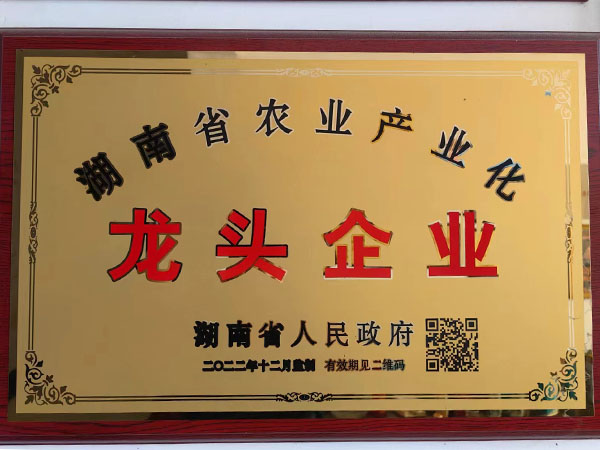 湖南省农业产业化
龙头企业
湖南省人民政府
二〇二二年十二月监制 有效期见二维码